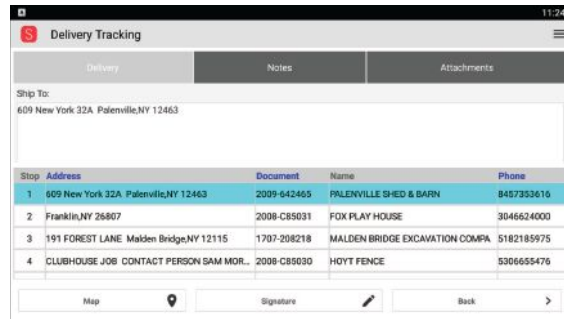 11:24
S Delivery Tracking
Delivery Notes Attachments
Ship To:
609 New York 32A Palenville,NY 12463
Stop Address Document Name Phone
1 609 New York 32A Palenville,NY 12463 2009-642465 PALENVILLE SHED & BARN 8457353616
2 Franklin,NY 26807 2008-C85031 FOX PLAY HOUSE 3046624000
3 191 FOREST LANE Malden Bridge,NY 12115 1707-208218 MALDEN BRIDGE EXCAVATION COMPA 5182185975
4 CLUBHOUSE JOB CONTACT PERSON SAM MOR... 2008-C85030 HOYT FENCE 5306655476
Map Signature Back